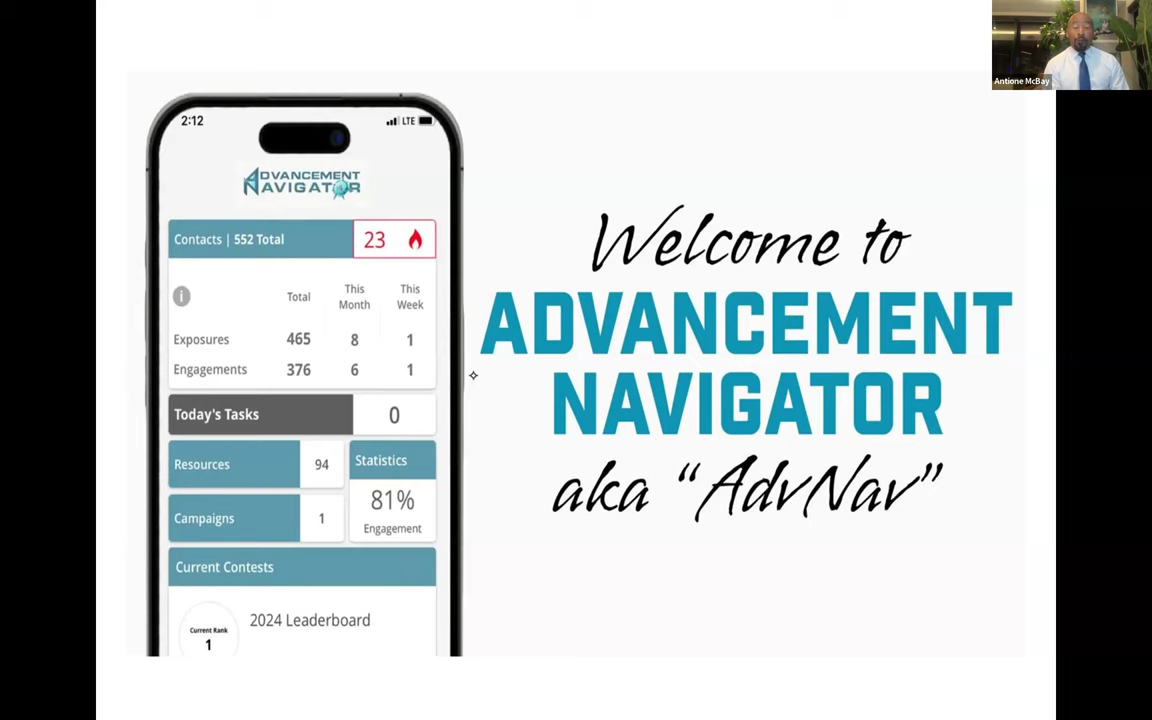 Antione McBay
2:12
LTE
ADVANCEMENT
NAVIGATOR
Contacts | 552 Total
23
Total
This Month
This Week
Exposures 465 8 1
Engagements 376 6 1
Today's Tasks 0
Resources 94
Statistics
81%
Engagement
Campaigns 1
Current Contests
Current Rank
1
2024 Leaderboard
Welcome to
ADVANCEMENT
NAVIGATOR
aka “AdvNav”